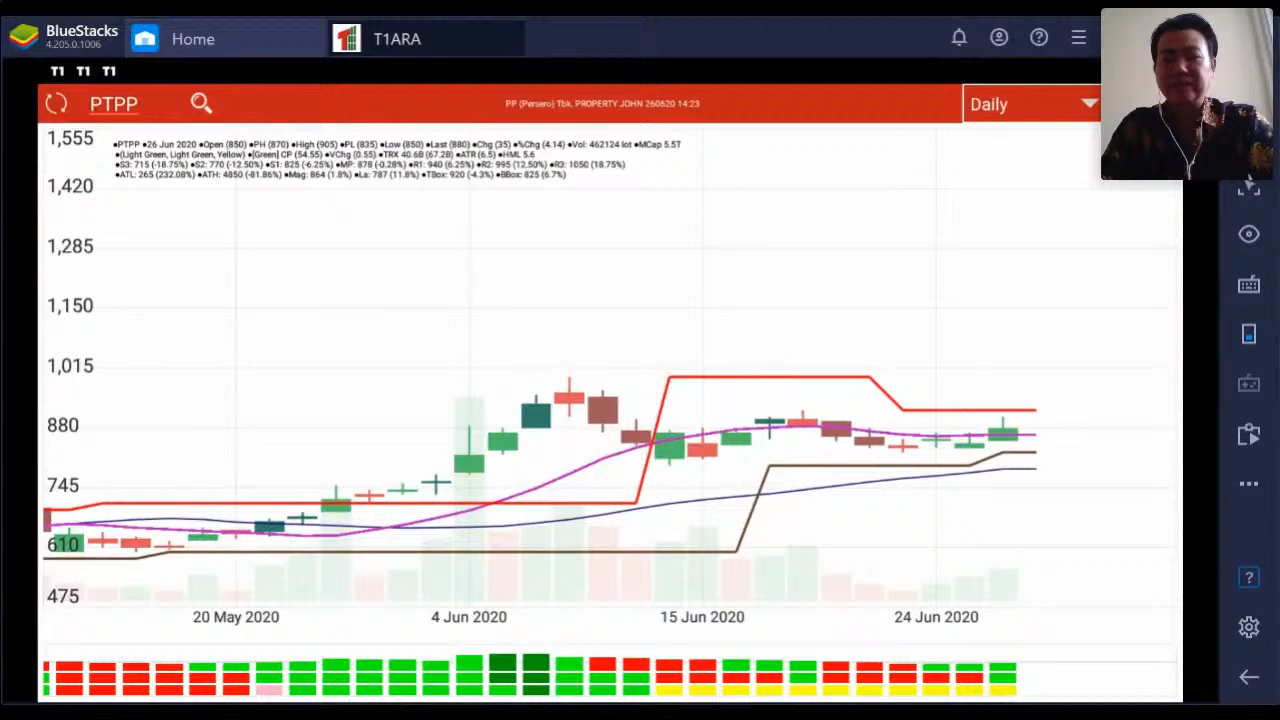 BlueStacks
4.205.0.1006
Home
T1ARA
T1 T1 T1
PTPP
PP (Persero) Tbk. PROPERTY JOHN 260620 14:23
Daily
●PTPP ●26 Jun 2020 ●Open (850) ●PH (870) ●High (905) ●PL (835) ●Low (850) ●Last (880) ●Chg (35) ●%Chg (4.14) ●Vol: 462124 lot ●MCap 5.5T
●(Light Green, Light Green, Yellow) ●[Green] CP (54.55) ●VChg (0.55) ●TRX 40.6B (67.2B) ●ATR (6.5) ●HML 5.6
●S3: 715 (-18.75%) ●S2: 770 (-12.50%) ●S1: 825 (-6.25%) ●MP: 878 (-0.28%) ●R1: 940 (6.25%) ●R2: 995 (12.50%) ●R3: 1050 (18.75%)
●ATL: 265 (232.08%) ●ATH: 4850 (-81.86%) ●Mag: 864 (1.8%) ●La: 787 (11.8%) ●TBox: 920 (-4.3%) ●BBox: 825 (6.7%)
1,555
1,420
1,285
1,150
1,015
880
745
610
475
20 May 2020
4 Jun 2020
15 Jun 2020
24 Jun 2020